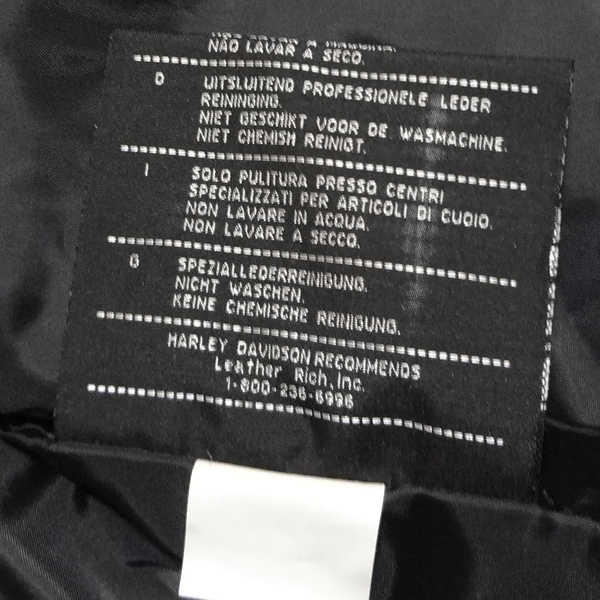 NÃO LAVAR A SECO.
D UITSLUITEND PROFESSIONELE LEDER
REININGING.
NIET GESCHIKT VOOR DE WASMACHINE.
NIET CHEMISH REINIGT.
I SOLO PULITURA PRESSO CENTRI
SPECIALIZZATI PER ARTICOLI DI CUOIO.
NON LAVARE IN ACQUA.
NON LAVARE A SECCO.
G SPEZIALLEDERREINIGUNG.
NICHT WASCHEN.
KEINE CHEMISCHE REINIGUNG.
HARLEY DAVIDSON RECOMMENDS
Leather Rich, Inc.
1-800-236-6996